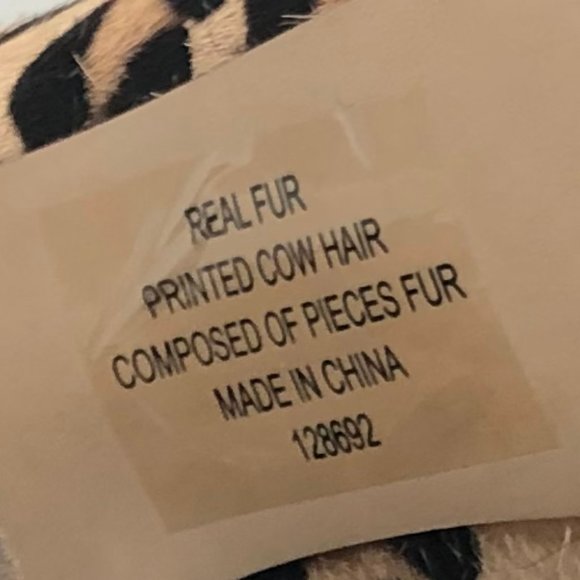 REAL FUR
PRINTED COW HAIR
COMPOSED OF PIECES FUR
MADE IN CHINA
128692